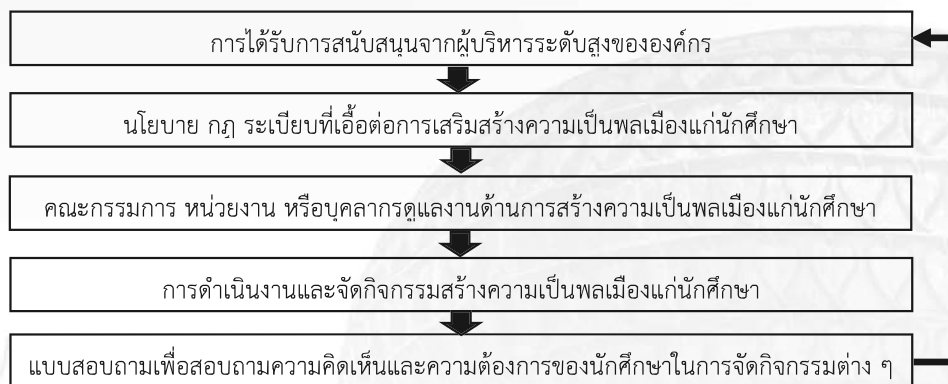 การได้รับการสนับสนุนจากผู้บริหารระดับสูงขององค์กร
นโยบาย กฎ ระเบียบที่เอื้อต่อการเสริมสร้างความเป็นพลเมืองแก่นักศึกษา
คณะกรรมการ หน่วยงาน หรือบุคลากรดูแลงานด้านการสร้างความเป็นพลเมืองแก่นักศึกษา
การดำเนินงานและจัดกิจกรรมสร้างความเป็นพลเมืองแก่นักศึกษา
แบบสอบถามเพื่อสอบถามความคิดเห็นและความต้องการของนักศึกษาในการจัดกิจกรรมต่าง ๆ